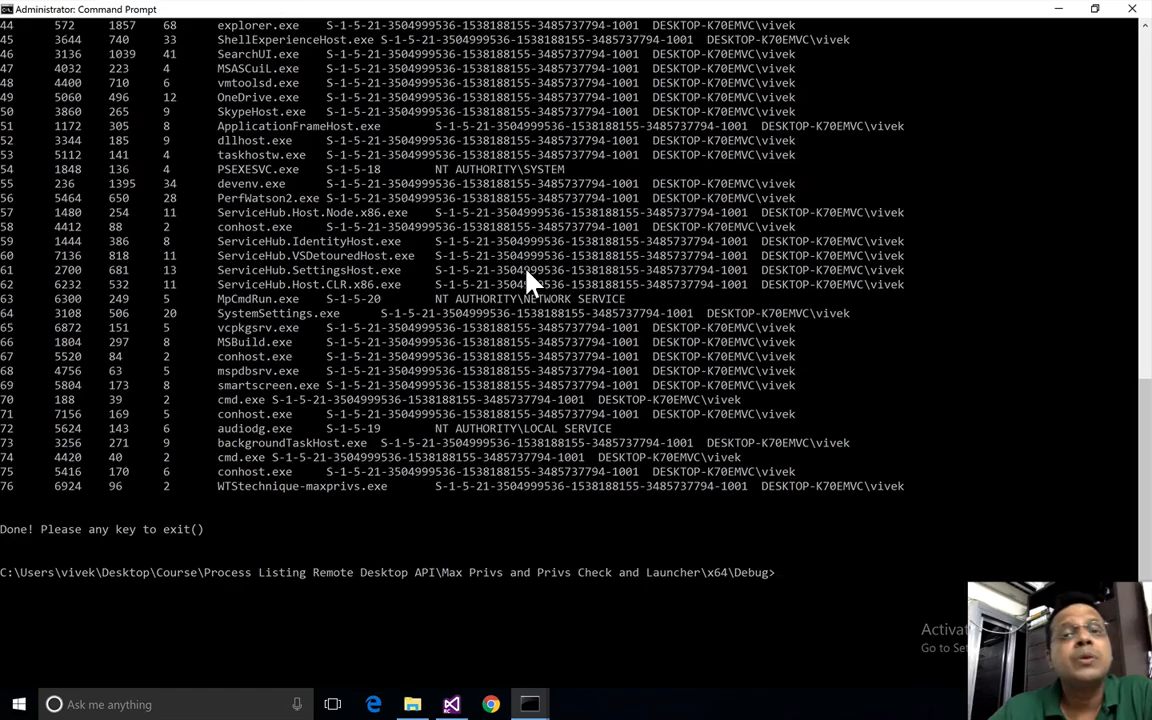 Administrator: Command Prompt
44 572 1857 68 explorer.exe S-1-5-21-3504999536-1538188155-3485737794-1001 DESKTOP-K70EMVC\vivek
45 3644 740 33 ShellExperienceHost.exe S-1-5-21-3504999536-1538188155-3485737794-1001 DESKTOP-K70EMVC\vivek
46 3136 1039 41 SearchUI.exe S-1-5-21-3504999536-1538188155-3485737794-1001 DESKTOP-K70EMVC\vivek
47 4032 223 4 MSASCuiL.exe S-1-5-21-3504999536-1538188155-3485737794-1001 DESKTOP-K70EMVC\vivek
48 4400 710 6 vmtoolsd.exe S-1-5-21-3504999536-1538188155-3485737794-1001 DESKTOP-K70EMVC\vivek
49 5060 496 12 OneDrive.exe S-1-5-21-3504999536-1538188155-3485737794-1001 DESKTOP-K70EMVC\vivek
50 3860 265 9 SkypeHost.exe S-1-5-21-3504999536-1538188155-3485737794-1001 DESKTOP-K70EMVC\vivek
51 1172 305 8 ApplicationFrameHost.exe S-1-5-21-3504999536-1538188155-3485737794-1001 DESKTOP-K70EMVC\vivek
52 3344 185 9 dllhost.exe S-1-5-21-3504999536-1538188155-3485737794-1001 DESKTOP-K70EMVC\vivek
53 5112 141 4 taskhostw.exe S-1-5-21-3504999536-1538188155-3485737794-1001 DESKTOP-K70EMVC\vivek
54 1848 136 4 PSEXESVC.exe S-1-5-18 NT AUTHORITY\SYSTEM
55 236 1395 34 devenv.exe S-1-5-21-3504999536-1538188155-3485737794-1001 DESKTOP-K70EMVC\vivek
56 5464 650 28 PerfWatson2.exe S-1-5-21-3504999536-1538188155-3485737794-1001 DESKTOP-K70EMVC\vivek
57 1480 254 11 ServiceHub.Host.Node.x86.exe S-1-5-21-3504999536-1538188155-3485737794-1001 DESKTOP-K70EMVC\vivek
58 4412 88 2 conhost.exe S-1-5-21-3504999536-1538188155-3485737794-1001 DESKTOP-K70EMVC\vivek
59 1444 386 8 ServiceHub.IdentityHost.exe S-1-5-21-3504999536-1538188155-3485737794-1001 DESKTOP-K70EMVC\vivek
60 7136 818 11 ServiceHub.VSDetouredHost.exe S-1-5-21-3504999536-1538188155-3485737794-1001 DESKTOP-K70EMVC\vivek
61 2700 681 13 ServiceHub.SettingsHost.exe S-1-5-21-3504999536-1538188155-3485737794-1001 DESKTOP-K70EMVC\vivek
62 6232 532 11 ServiceHub.Host.CLR.x86.exe S-1-5-21-3504999536-1538188155-3485737794-1001 DESKTOP-K70EMVC\vivek
63 6300 249 5 MpCmdRun.exe S-1-5-20 NT AUTHORITY\NETWORK SERVICE
64 3108 506 20 SystemSettings.exe S-1-5-21-3504999536-1538188155-3485737794-1001 DESKTOP-K70EMVC\vivek
65 6872 151 5 vcpkgsrv.exe S-1-5-21-3504999536-1538188155-3485737794-1001 DESKTOP-K70EMVC\vivek
66 1804 297 8 MSBuild.exe S-1-5-21-3504999536-1538188155-3485737794-1001 DESKTOP-K70EMVC\vivek
67 5520 84 2 conhost.exe S-1-5-21-3504999536-1538188155-3485737794-1001 DESKTOP-K70EMVC\vivek
68 4756 63 5 mspdbsrv.exe S-1-5-21-3504999536-1538188155-3485737794-1001 DESKTOP-K70EMVC\vivek
69 5804 173 8 smartscreen.exe S-1-5-21-3504999536-1538188155-3485737794-1001 DESKTOP-K70EMVC\vivek
70 188 39 2 cmd.exe S-1-5-21-3504999536-1538188155-3485737794-1001 DESKTOP-K70EMVC\vivek
71 7156 169 5 conhost.exe S-1-5-21-3504999536-1538188155-3485737794-1001 DESKTOP-K70EMVC\vivek
72 5624 143 6 audiodg.exe S-1-5-19 NT AUTHORITY\LOCAL SERVICE
73 3256 271 9 backgroundTaskHost.exe S-1-5-21-3504999536-1538188155-3485737794-1001 DESKTOP-K70EMVC\vivek
74 4420 40 2 cmd.exe S-1-5-21-3504999536-1538188155-3485737794-1001 DESKTOP-K70EMVC\vivek
75 5416 170 6 conhost.exe S-1-5-21-3504999536-1538188155-3485737794-1001 DESKTOP-K70EMVC\vivek
76 6924 96 2 WTStechnique-maxprivs.exe S-1-5-21-3504999536-1538188155-3485737794-1001 DESKTOP-K70EMVC\vivek
Done! Please any key to exit()
C:\Users\vivek\Desktop\Course\Process Listing Remote Desktop API\Max Privs and Privs Check and Launcher\x64\Debug>
Activat
Go to Se
Ask me anything